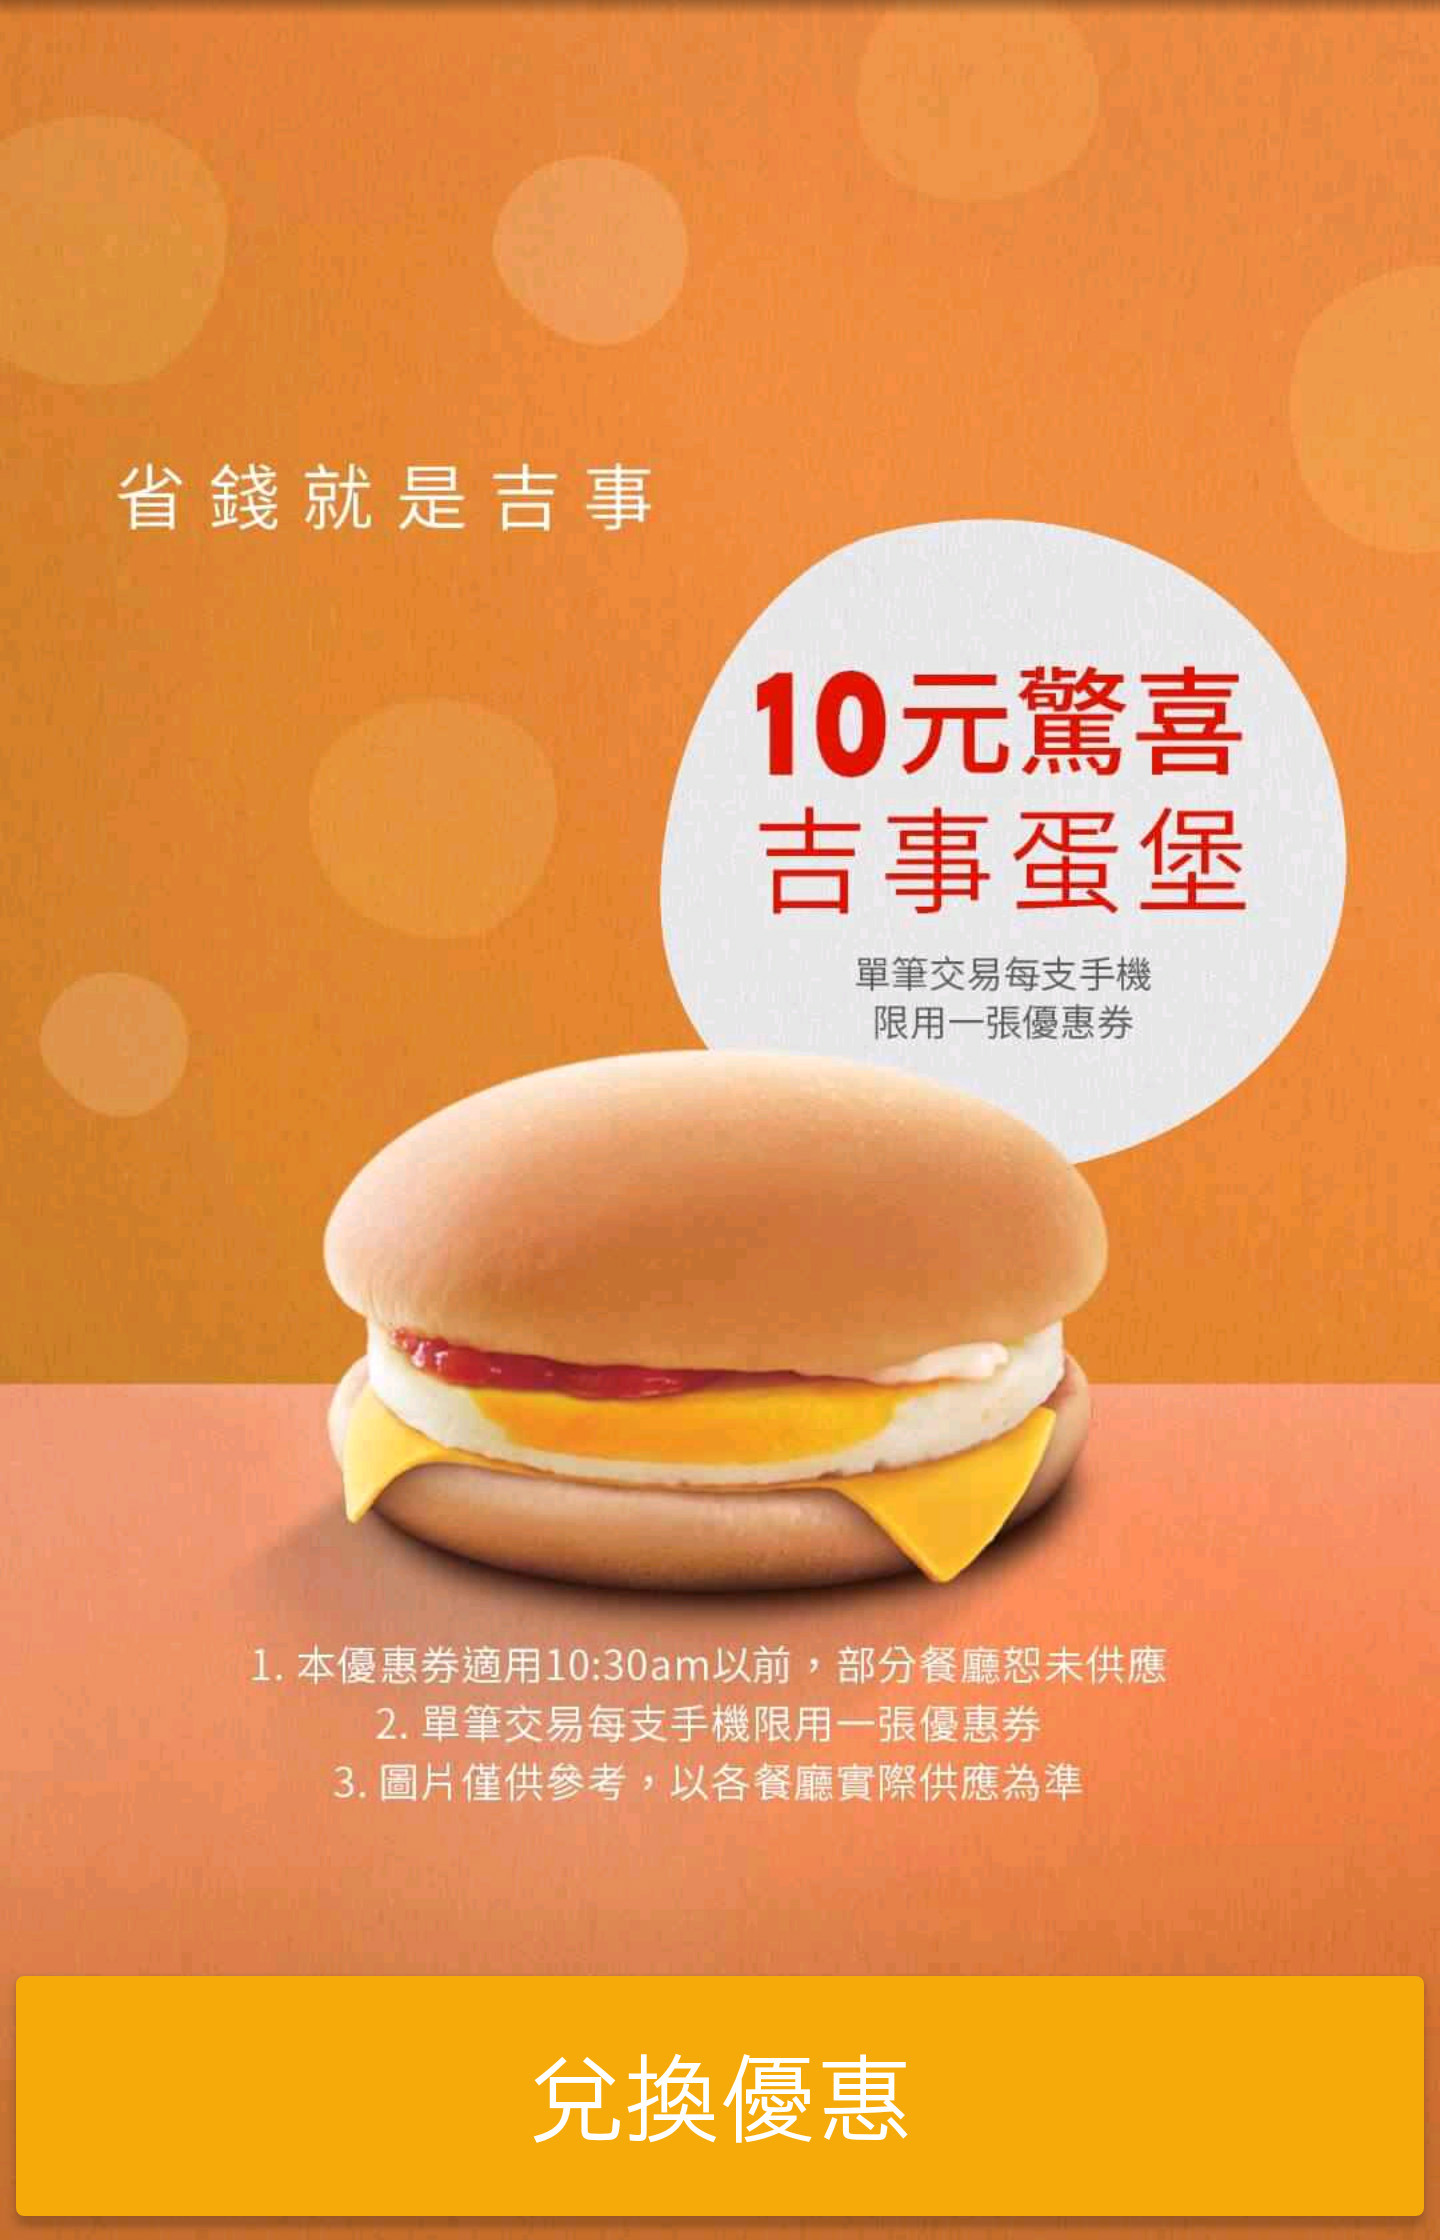 省錢就是吉事
10元驚喜
吉事蛋堡
單筆交易每支手機
限用一張優惠券
1. 本優惠券適用10:30am以前，部分餐廳恕未供應
2. 單筆交易每支手機限用一張優惠券
3. 圖片僅供參考，以各餐廳實際供應為準
兌換優惠